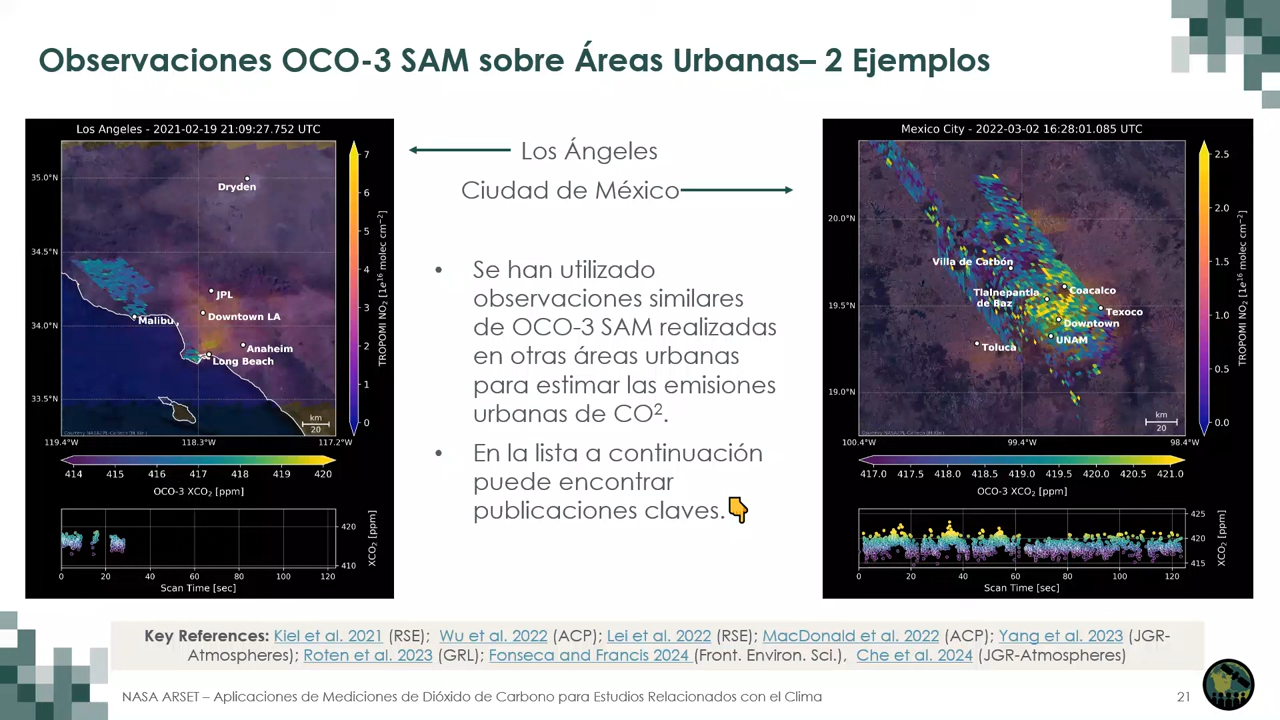 Observaciones OCO-3 SAM sobre Áreas Urbanas– 2 Ejemplos
Los Angeles - 2021-02-19 21:09:27.752 UTC
35.0°N
34.5°N
34.0°N
33.5°N
Dryden
JPL
Downtown LA
Malibu
Anaheim
Long Beach
km
20
119.4°W 118.3°W 117.2°W
7
6
5
4
3
2
1
0
TROPOMI NO₂ [1e¹⁶ molec cm⁻²]
414 415 416 417 418 419 420
OCO-3 XCO₂ [ppm]
420
410
XCO₂ [ppm]
0 20 40 60 80 100 120
Scan Time [sec]
Los Ángeles
Ciudad de México
• Se han utilizado
observaciones similares
de OCO-3 SAM realizadas
en otras áreas urbanas
para estimar las emisiones
urbanas de CO².
• En la lista a continuación
puede encontrar
publicaciones claves.👇
Mexico City - 2022-03-02 16:28:01.085 UTC
20.0°N
19.5°N
19.0°N
Villa de Carbón
Tlalnepantla
de Baz
Coacalco
Texoco
Downtown
UNAM
Toluca
km
20
100.4°W 99.4°W 98.4°W
2.5
2.0
1.5
1.0
0.5
0.0
TROPOMI NO₂ [1e¹⁶ molec cm⁻²]
417.0 417.5 418.0 418.5 419.0 419.5 420.0 420.5 421.0
OCO-3 XCO₂ [ppm]
425
420
415
XCO₂ [ppm]
0 20 40 60 80 100 120
Scan Time [sec]
Key References: Kiel et al. 2021 (RSE); Wu et al. 2022 (ACP); Lei et al. 2022 (RSE); MacDonald et al. 2022 (ACP); Yang et al. 2023 (JGR-
Atmospheres); Roten et al. 2023 (GRL); Fonseca and Francis 2024 (Front. Environ. Sci.), Che et al. 2024 (JGR-Atmospheres)
NASA ARSET – Aplicaciones de Mediciones de Dióxido de Carbono para Estudios Relacionados con el Clima
21